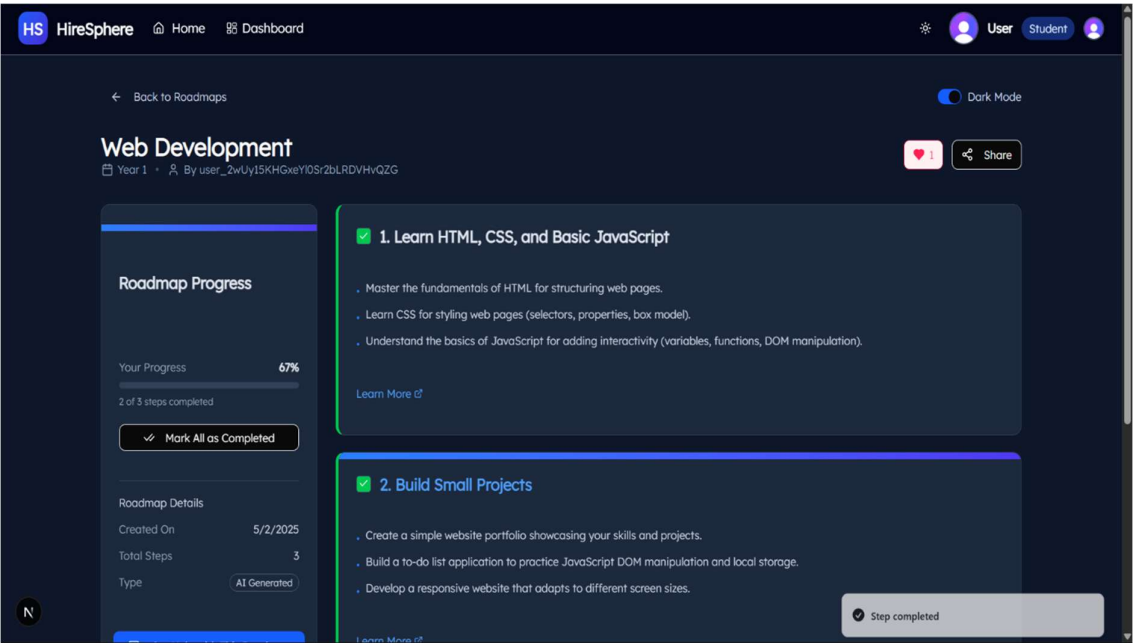 HS HireSphere Home Dashboard User Student
Back to Roadmaps Dark Mode
Web Development
Year 1 • By user_2wUy15KHGxeYl0Sr2bLRDVHvQZG
1 Share
Roadmap Progress
Your Progress 67%
2 of 3 steps completed
Mark All as Completed
Roadmap Details
Created On 5/2/2025
Total Steps 3
Type AI Generated
1. Learn HTML, CSS, and Basic JavaScript
Master the fundamentals of HTML for structuring web pages.
Learn CSS for styling web pages (selectors, properties, box model).
Understand the basics of JavaScript for adding interactivity (variables, functions, DOM manipulation).
Learn More
2. Build Small Projects
Create a simple website portfolio showcasing your skills and projects.
Build a to-do list application to practice JavaScript DOM manipulation and local storage.
Develop a responsive website that adapts to different screen sizes.
Learn More
N
Step completed